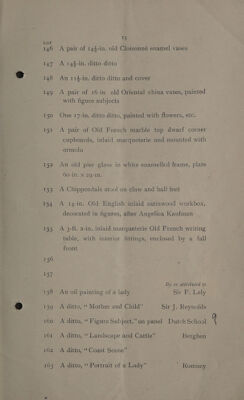 15
LOT
146 A pair of 14½-in. old Cloisonné enamel vases
147 A 14½-in. ditto ditto
148 An 11½-in. ditto ditto and cover
149 A pair of 16-in. old Oriental china vases, painted
with figure subjects
150 One 17-in. ditto ditto, painted with flowers, etc.
151 A pair of Old French marble top dwarf corner
cupboards, inlaid marqueterie and mounted with
ormolu
152 An old pier glass in white enamelled frame, plate
60-in. x 29-in.
153 A Chippendale stool on claw and ball feet
154 A 14-in. Old English inlaid satinwood workbox,
decorated in figures, after Angelica Kaufman
155 A 3-ft. 2-in. inlaid marqueterie Old French writing
table, with interior fittings, enclosed by a fall
front
156
157
By or attributed to
158 An oil painting of a lady Sir P. Lely
159 A ditto, "Mother and Child" Sir J. Reynolds
160 A ditto, "Figure Subject," on panel Dutch School
161 A ditto, "Landscape and Cattle" Berghen
162 A ditto, "Coast Scene"
163 A ditto, "Portrait of a Lady" Romney